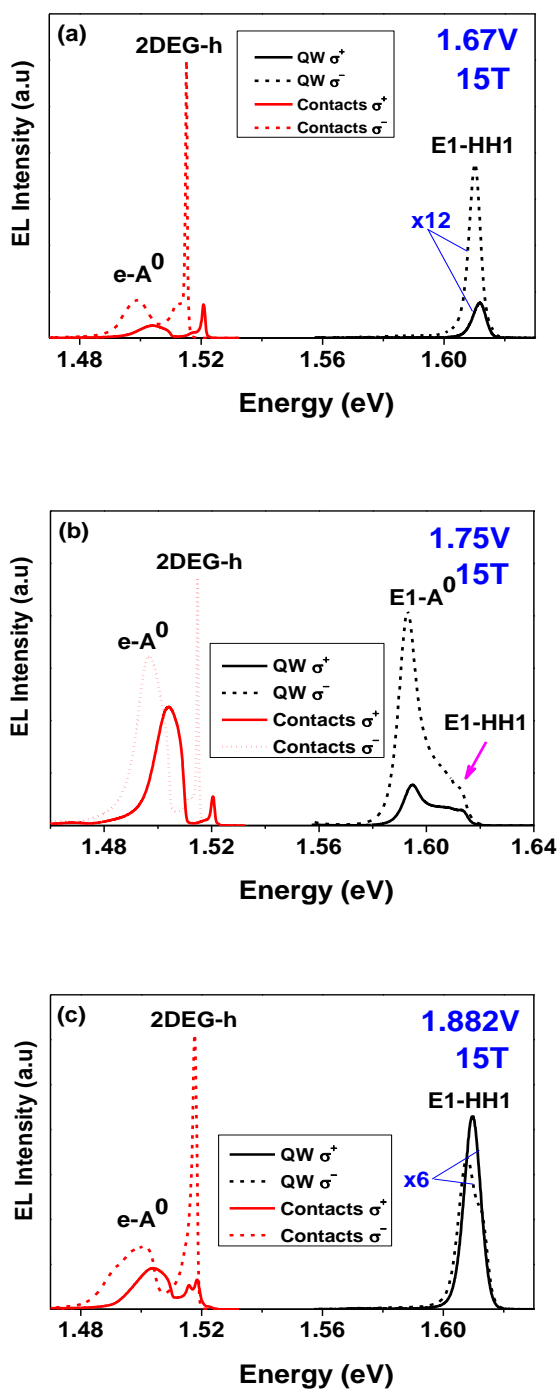 (a)
1.67V
15T
2DEG-h
QW σ⁺
QW σ⁻
Contacts σ⁺
Contacts σ⁻
E1-HH1
x12
e-A⁰
EL Intensity (a.u)
1.48 1.52 1.56 1.60
Energy (eV)
(b)
1.75V
15T
2DEG-h
E1-A⁰
e-A⁰
QW σ⁺
QW σ⁻
Contacts σ⁺
Contacts σ⁻
E1-HH1
EL Intensity (a.u)
1.48 1.52 1.56 1.60 1.64
Energy (eV)
(c)
1.882V
15T
2DEG-h
E1-HH1
QW σ⁺
QW σ⁻
Contacts σ⁺
Contacts σ⁻
x6
e-A⁰
EL Intensity (a.u)
1.48 1.52 1.56 1.60
Energy (eV)